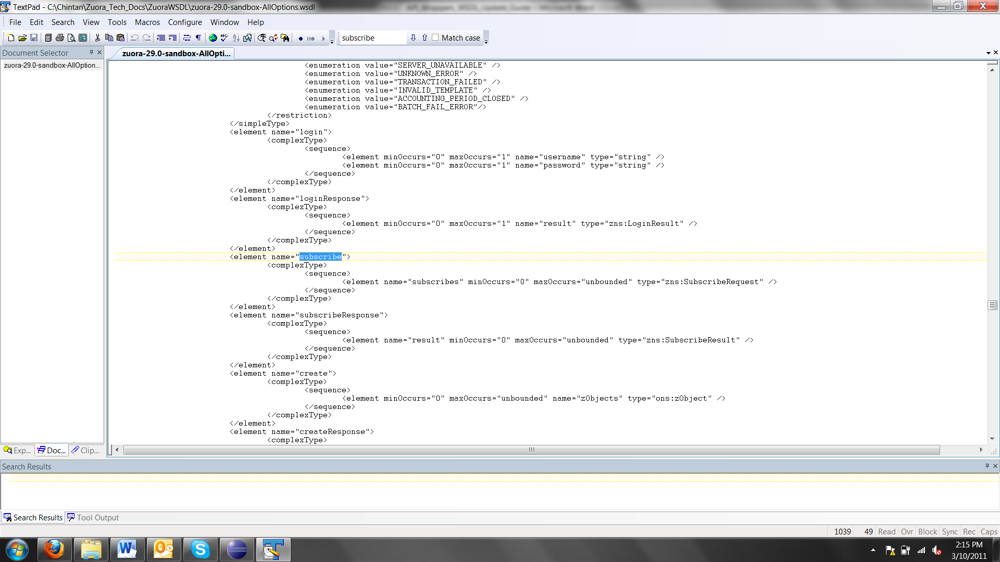 TextPad - C:\Chintan\Zuora_Tech_Docs\ZuoraWSDL\zuora-29.0-sandbox-AllOptions.wsdl
API_Wrappers_WSDL_Update_Guide - Microsoft Word
File Edit Search View Tools Macros Configure Window Help
subscribe Match case
Document Selector
zuora-29.0-sandbox-AllOpti...
zuora-29.0-sandbox-AllOption...
<enumeration value="SERVER_UNAVAILABLE" />
<enumeration value="UNKNOWN_ERROR" />
<enumeration value="TRANSACTION_FAILED" />
<enumeration value="INVALID_TEMPLATE" />
<enumeration value="ACCOUNTING_PERIOD_CLOSED" />
<enumeration value="BATCH_FAIL_ERROR"/>
</restriction>
</simpleType>
<element name="login">
<complexType>
<sequence>
<element minOccurs="0" maxOccurs="1" name="username" type="string" />
<element minOccurs="0" maxOccurs="1" name="password" type="string" />
</sequence>
</complexType>
</element>
<element name="loginResponse">
<complexType>
<sequence>
<element minOccurs="0" maxOccurs="1" name="result" type="zns:LoginResult" />
</sequence>
</complexType>
</element>
<element name="subscribe">
<complexType>
<sequence>
<element name="subscribes" minOccurs="0" maxOccurs="unbounded" type="zns:SubscribeRequest" />
</sequence>
</complexType>
</element>
<element name="subscribeResponse">
<complexType>
<sequence>
<element name="result" minOccurs="0" maxOccurs="unbounded" type="zns:SubscribeResult" />
</sequence>
</complexType>
</element>
<element name="create">
<complexType>
<sequence>
<element minOccurs="0" maxOccurs="unbounded" name="zObjects" type="ons:zObject" />
</sequence>
</complexType>
</element>
<element name="createResponse">
<complexType>
Exp... Doc... Clip...
Search Results
Search Results Tool Output
1039 49 Read Ovr Block Sync Rec Caps
2:15 PM
3/10/2011